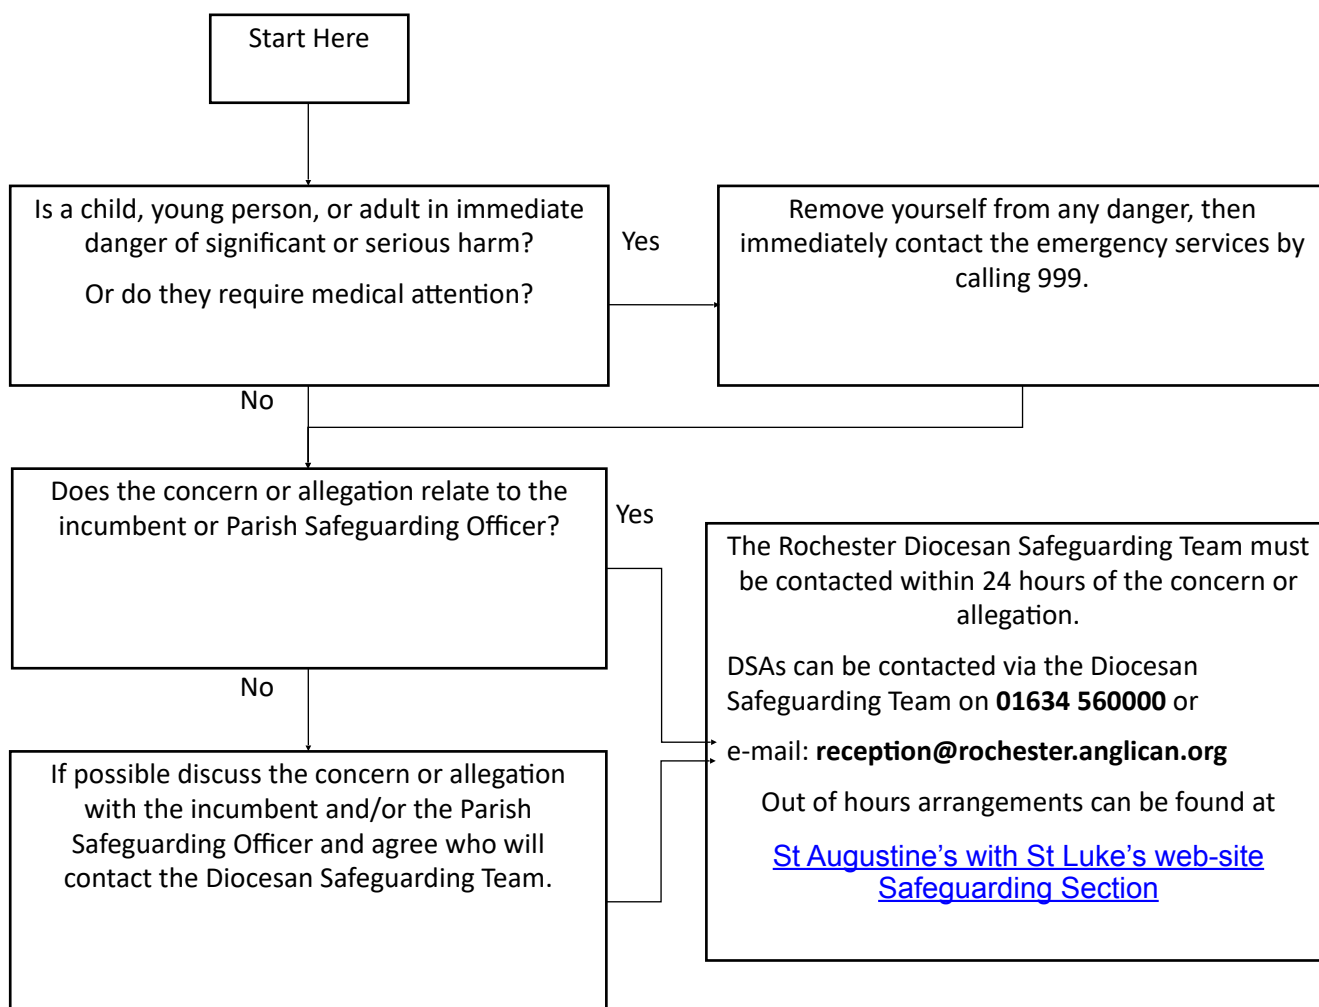 Start Here
Is a child, young person, or adult in immediate
danger of significant or serious harm?
Or do they require medical attention?
Yes
Remove yourself from any danger, then
immediately contact the emergency services by
calling 999.
No
Does the concern or allegation relate to the
incumbent or Parish Safeguarding Officer?
Yes
The Rochester Diocesan Safeguarding Team must
be contacted within 24 hours of the concern or
allegation.
DSAs can be contacted via the Diocesan
Safeguarding Team on 01634 560000 or
e-mail: reception@rochester.anglican.org
Out of hours arrangements can be found at
St Augustine’s with St Luke’s web-site
Safeguarding Section
No
If possible discuss the concern or allegation
with the incumbent and/or the Parish
Safeguarding Officer and agree who will
contact the Diocesan Safeguarding Team.